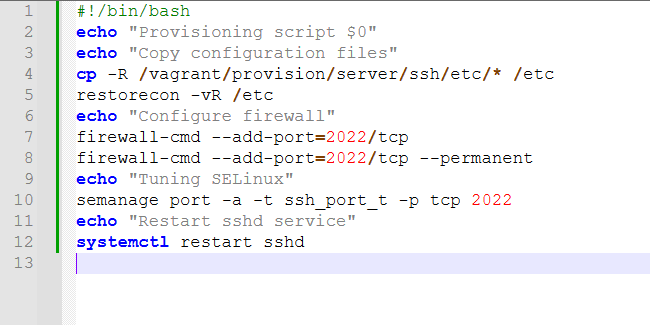 1 #!/bin/bash
2 echo "Provisioning script $0"
3 echo "Copy configuration files"
4 cp -R /vagrant/provision/server/ssh/etc/* /etc
5 restorecon -vR /etc
6 echo "Configure firewall"
7 firewall-cmd --add-port=2022/tcp
8 firewall-cmd --add-port=2022/tcp --permanent
9 echo "Tuning SELinux"
10 semanage port -a -t ssh_port_t -p tcp 2022
11 echo "Restart sshd service"
12 systemctl restart sshd
13